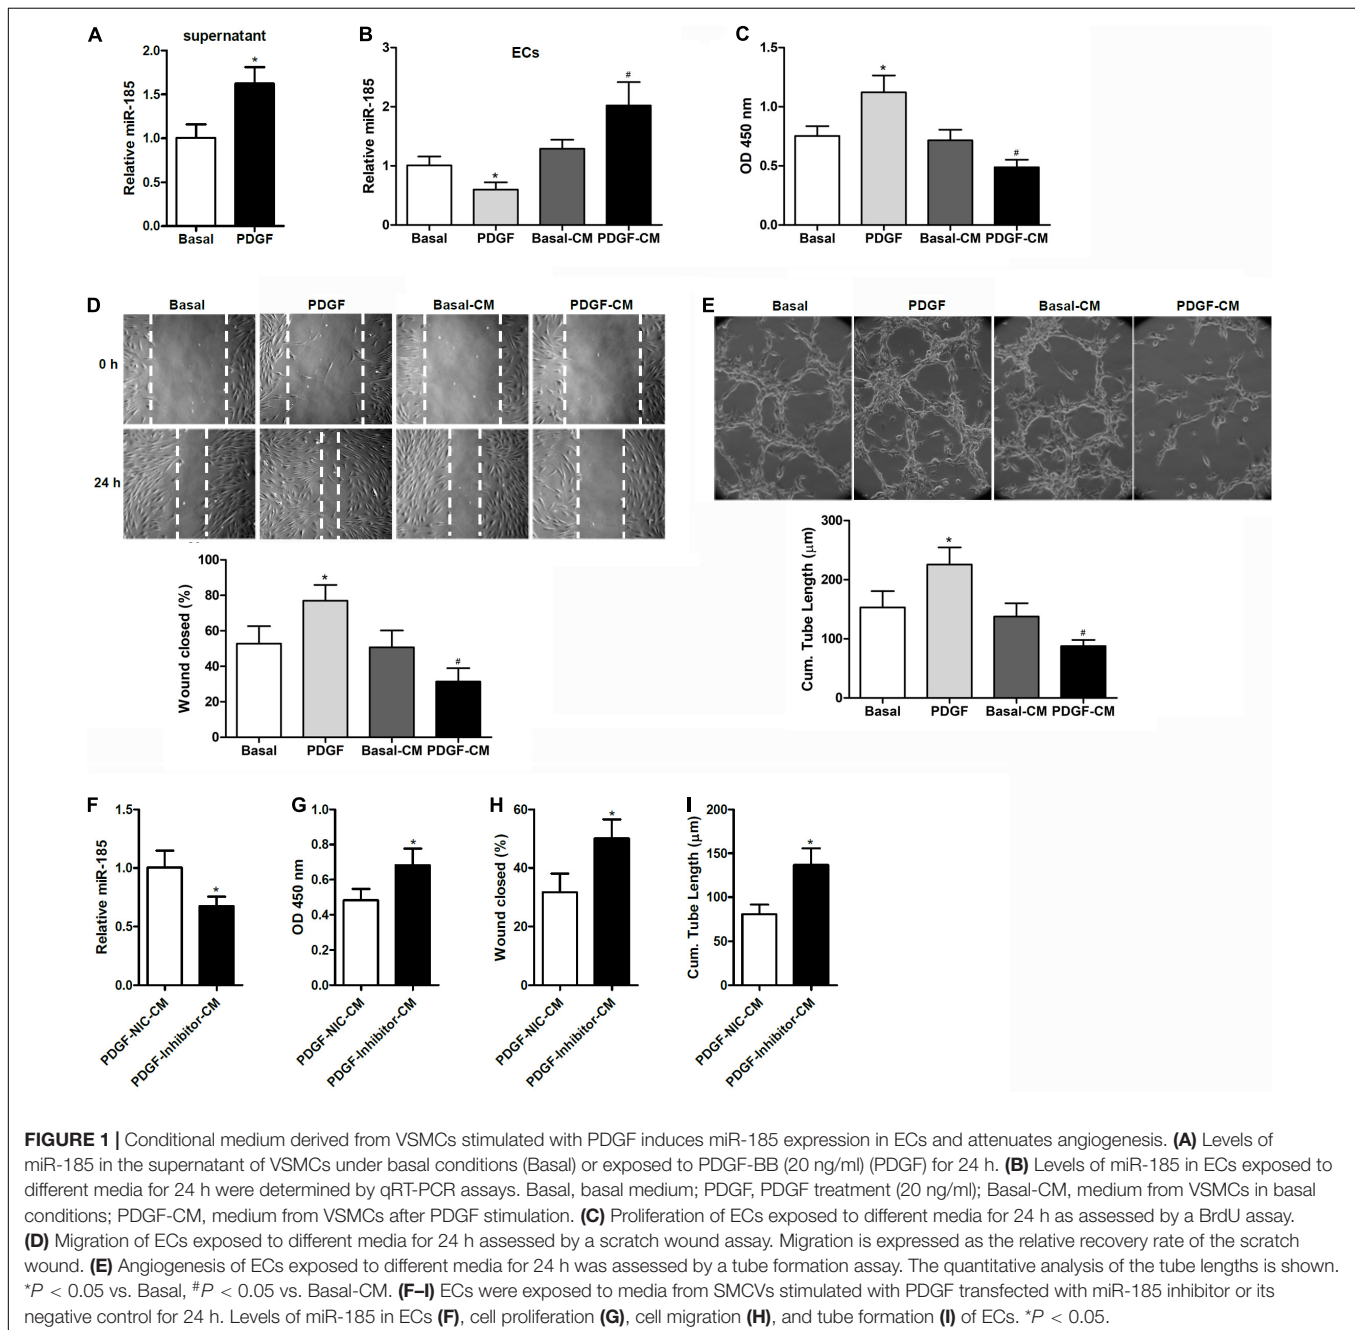 A
supernatant
Relative miR-185
2.0
1.5
1.0
0.5
0.0
*
Basal
PDGF
B
ECs
Relative miR-185
3
2
1
0
*
#
Basal
PDGF
Basal-CM
PDGF-CM
C
OD 450 nm
1.5
1.0
0.5
0.0
*
#
Basal
PDGF
Basal-CM
PDGF-CM
D
Basal
PDGF
Basal-CM
PDGF-CM
0 h
24 h
Wound closed (%)
100
80
60
40
20
0
*
#
Basal
PDGF
Basal-CM
PDGF-CM
E
Basal
PDGF
Basal-CM
PDGF-CM
Cum. Tube Length (μm)
300
200
100
0
*
#
Basal
PDGF
Basal-CM
PDGF-CM
F
Relative miR-185
1.5
1.0
0.5
0.0
*
PDGF-NIC-CM
PDGF-Inhibitor-CM
G
OD 450 nm
1.0
0.8
0.6
0.4
0.2
0.0
*
PDGF-NIC-CM
PDGF-Inhibitor-CM
H
Wound closed (%)
60
40
20
0
*
PDGF-NIC-CM
PDGF-Inhibitor-CM
I
Cum. Tube Length (μm)
200
150
100
50
0
*
PDGF-NIC-CM
PDGF-Inhibitor-CM
FIGURE 1 | Conditional medium derived from VSMCs stimulated with PDGF induces miR-185 expression in ECs and attenuates angiogenesis. (A) Levels of
miR-185 in the supernatant of VSMCs under basal conditions (Basal) or exposed to PDGF-BB (20 ng/ml) (PDGF) for 24 h. (B) Levels of miR-185 in ECs exposed to
different media for 24 h were determined by qRT-PCR assays. Basal, basal medium; PDGF, PDGF treatment (20 ng/ml); Basal-CM, medium from VSMCs in basal
conditions; PDGF-CM, medium from VSMCs after PDGF stimulation. (C) Proliferation of ECs exposed to different media for 24 h as assessed by a BrdU assay.
(D) Migration of ECs exposed to different media for 24 h assessed by a scratch wound assay. Migration is expressed as the relative recovery rate of the scratch
wound. (E) Angiogenesis of ECs exposed to different media for 24 h was assessed by a tube formation assay. The quantitative analysis of the tube lengths is shown.
*P < 0.05 vs. Basal, #P < 0.05 vs. Basal-CM. (F–I) ECs were exposed to media from SMCVs stimulated with PDGF transfected with miR-185 inhibitor or its
negative control for 24 h. Levels of miR-185 in ECs (F), cell proliferation (G), cell migration (H), and tube formation (I) of ECs. *P < 0.05.